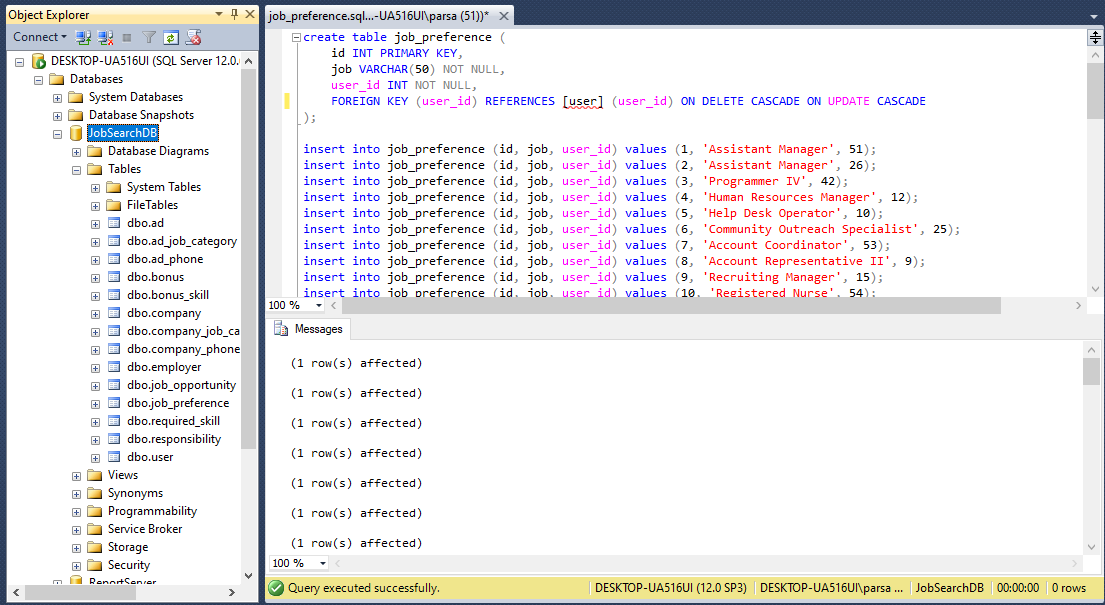 Object Explorer
Connect
DESKTOP-UA516UI (SQL Server 12.0.
Databases
System Databases
Database Snapshots
JobSearchDB
Database Diagrams
Tables
System Tables
FileTables
dbo.ad
dbo.ad_job_category
dbo.ad_phone
dbo.bonus
dbo.bonus_skill
dbo.company
dbo.company_job_ca
dbo.company_phone
dbo.employer
dbo.job_opportunity
dbo.job_preference
dbo.required_skill
dbo.responsibility
dbo.user
Views
Synonyms
Programmability
Service Broker
Storage
Security
ReportServer
job_preference.sql...-UA516UI\parsa (51))*
create table job_preference (
id INT PRIMARY KEY,
job VARCHAR(50) NOT NULL,
user_id INT NOT NULL,
FOREIGN KEY (user_id) REFERENCES [user] (user_id) ON DELETE CASCADE ON UPDATE CASCADE
);
insert into job_preference (id, job, user_id) values (1, 'Assistant Manager', 51);
insert into job_preference (id, job, user_id) values (2, 'Assistant Manager', 26);
insert into job_preference (id, job, user_id) values (3, 'Programmer IV', 42);
insert into job_preference (id, job, user_id) values (4, 'Human Resources Manager', 12);
insert into job_preference (id, job, user_id) values (5, 'Help Desk Operator', 10);
insert into job_preference (id, job, user_id) values (6, 'Community Outreach Specialist', 25);
insert into job_preference (id, job, user_id) values (7, 'Account Coordinator', 53);
insert into job_preference (id, job, user_id) values (8, 'Account Representative II', 9);
insert into job_preference (id, job, user_id) values (9, 'Recruiting Manager', 15);
insert into job_preference (id, job, user_id) values (10, 'Registered Nurse', 54);
100 %
Messages
(1 row(s) affected)
(1 row(s) affected)
(1 row(s) affected)
(1 row(s) affected)
(1 row(s) affected)
(1 row(s) affected)
(1 row(s) affected)
100 %
Query executed successfully.
DESKTOP-UA516UI (12.0 SP3)
DESKTOP-UA516UI\parsa ...
JobSearchDB
00:00:00
0 rows